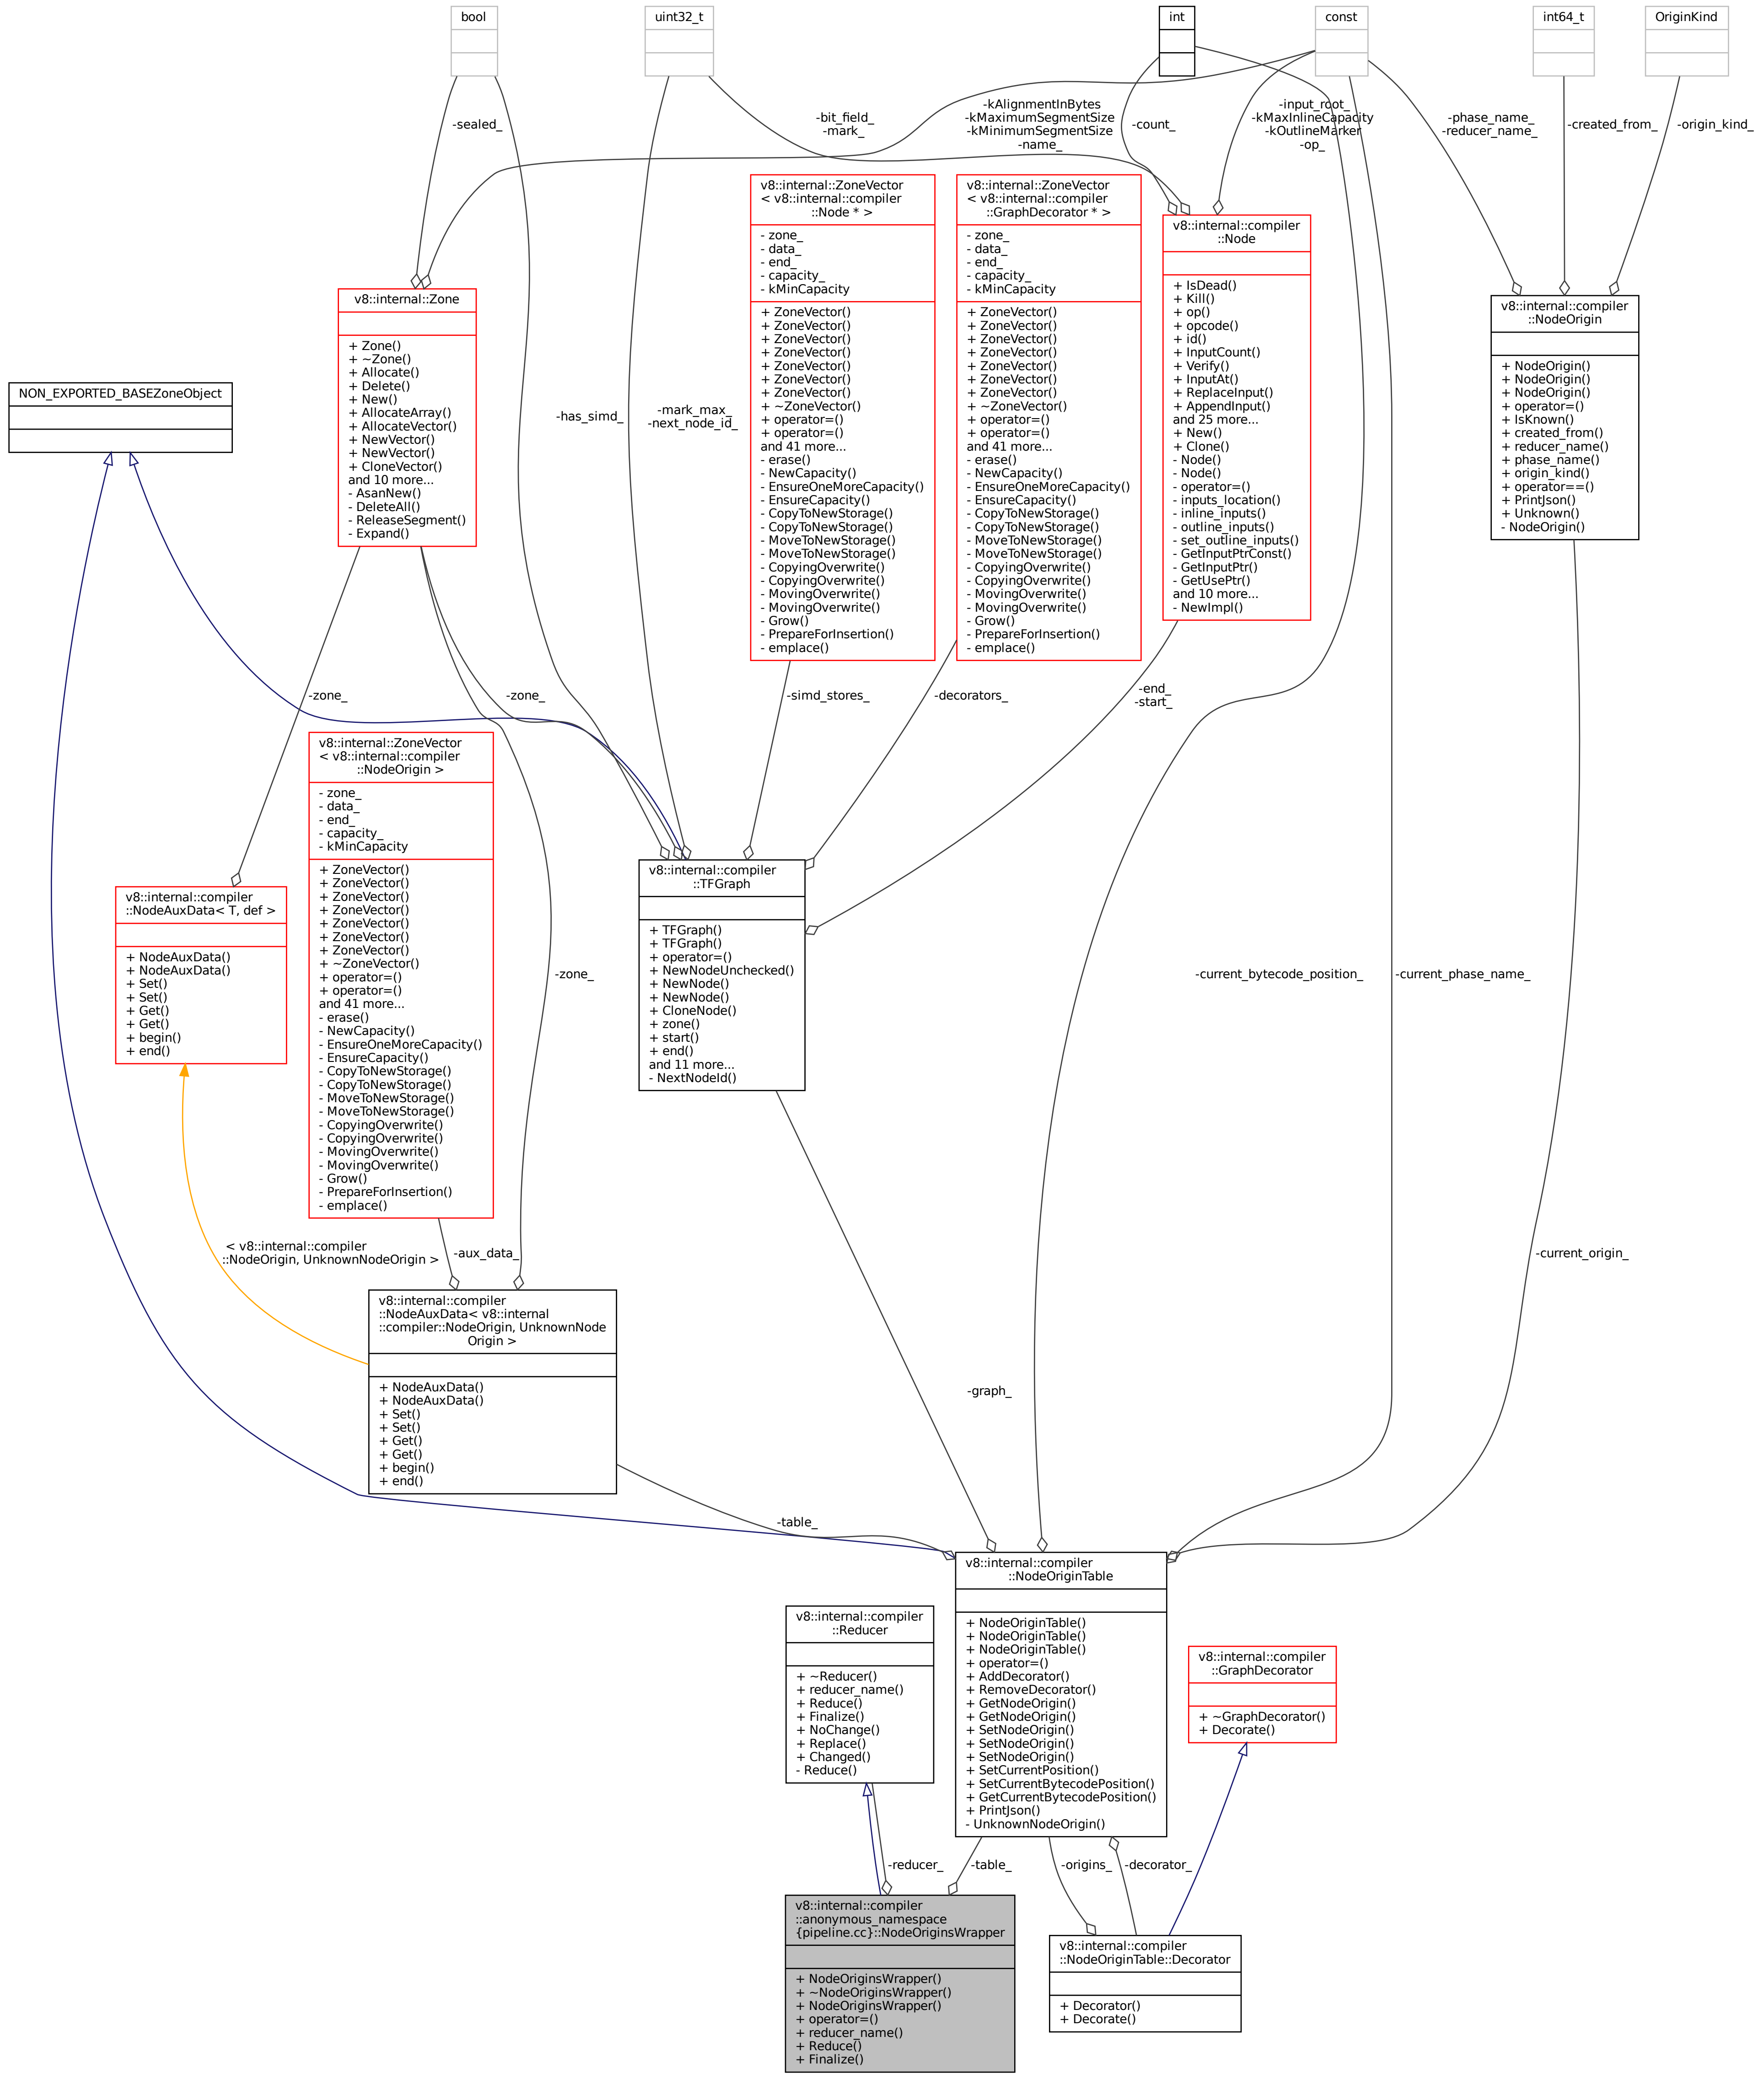 bool
uint32_t
int
const
int64_t
OriginKind
-sealed_
-bit_field_
-mark_
-kAlignmentInBytes
-kMaximumSegmentSize
-kMinimumSegmentSize
-name_
-count_
-input_root_
-kMaxInlineCapacity
-kOutlineMarker
-op_
-phase_name_
-reducer_name_
-created_from_
-origin_kind_
v8::internal::ZoneVector
< v8::internal::compiler
::Node * >
- zone_
- data_
- end_
- capacity_
- kMinCapacity
+ ZoneVector()
+ ZoneVector()
+ ZoneVector()
+ ZoneVector()
+ ZoneVector()
+ ZoneVector()
+ ZoneVector()
+ ~ZoneVector()
+ operator=()
+ operator=()
and 41 more...
- erase()
- NewCapacity()
- EnsureOneMoreCapacity()
- EnsureCapacity()
- CopyToNewStorage()
- CopyToNewStorage()
- MoveToNewStorage()
- MoveToNewStorage()
- CopyingOverwrite()
- CopyingOverwrite()
- MovingOverwrite()
- MovingOverwrite()
- Grow()
- PrepareForInsertion()
- emplace()
v8::internal::ZoneVector
< v8::internal::compiler
::GraphDecorator * >
- zone_
- data_
- end_
- capacity_
- kMinCapacity
+ ZoneVector()
+ ZoneVector()
+ ZoneVector()
+ ZoneVector()
+ ZoneVector()
+ ZoneVector()
+ ZoneVector()
+ ~ZoneVector()
+ operator=()
+ operator=()
and 41 more...
- erase()
- NewCapacity()
- EnsureOneMoreCapacity()
- EnsureCapacity()
- CopyToNewStorage()
- CopyToNewStorage()
- MoveToNewStorage()
- MoveToNewStorage()
- CopyingOverwrite()
- CopyingOverwrite()
- MovingOverwrite()
- MovingOverwrite()
- Grow()
- PrepareForInsertion()
- emplace()
v8::internal::compiler
::Node
+ IsDead()
+ Kill()
+ op()
+ opcode()
+ id()
+ InputCount()
+ Verify()
+ InputAt()
+ ReplaceInput()
+ AppendInput()
and 25 more...
+ New()
+ Clone()
- Node()
- Node()
- operator=()
- inputs_location()
- inline_inputs()
- outline_inputs()
- set_outline_inputs()
- GetInputPtrConst()
- GetInputPtr()
- GetUsePtr()
and 10 more...
- NewImpl()
v8::internal::Zone
+ Zone()
+ ~Zone()
+ Allocate()
+ Delete()
+ New()
+ AllocateArray()
+ AllocateVector()
+ NewVector()
+ NewVector()
+ CloneVector()
and 10 more...
- AsanNew()
- DeleteAll()
- ReleaseSegment()
- Expand()
v8::internal::compiler
::NodeOrigin
+ NodeOrigin()
+ NodeOrigin()
+ NodeOrigin()
+ operator=()
+ IsKnown()
+ created_from()
+ reducer_name()
+ phase_name()
+ origin_kind()
+ operator==()
+ PrintJson()
+ Unknown()
- NodeOrigin()
NON_EXPORTED_BASEZoneObject
-has_simd_
-mark_max_
-next_node_id_
-zone_
-zone_
-simd_stores_
-decorators_
-end_
-start_
v8::internal::ZoneVector
< v8::internal::compiler
::NodeOrigin >
- zone_
- data_
- end_
- capacity_
- kMinCapacity
+ ZoneVector()
+ ZoneVector()
+ ZoneVector()
+ ZoneVector()
+ ZoneVector()
+ ZoneVector()
+ ZoneVector()
+ ~ZoneVector()
+ operator=()
+ operator=()
and 41 more...
- erase()
- NewCapacity()
- EnsureOneMoreCapacity()
- EnsureCapacity()
- CopyToNewStorage()
- CopyToNewStorage()
- MoveToNewStorage()
- MoveToNewStorage()
- CopyingOverwrite()
- CopyingOverwrite()
- MovingOverwrite()
- MovingOverwrite()
- Grow()
- PrepareForInsertion()
- emplace()
v8::internal::compiler
::NodeAuxData< T, def >
+ NodeAuxData()
+ NodeAuxData()
+ Set()
+ Set()
+ Get()
+ Get()
+ begin()
+ end()
v8::internal::compiler
::TFGraph
+ TFGraph()
+ TFGraph()
+ operator=()
+ NewNodeUnchecked()
+ NewNode()
+ NewNode()
+ CloneNode()
+ zone()
+ start()
+ end()
and 11 more...
- NextNodeId()
-zone_
-current_bytecode_position_
-current_phase_name_
< v8::internal::compiler
::NodeOrigin, UnknownNodeOrigin >
-aux_data_
-current_origin_
v8::internal::compiler
::NodeAuxData< v8::internal
::compiler::NodeOrigin, UnknownNode
Origin >
+ NodeAuxData()
+ NodeAuxData()
+ Set()
+ Set()
+ Get()
+ Get()
+ begin()
+ end()
-graph_
-table_
v8::internal::compiler
::NodeOriginTable
+ NodeOriginTable()
+ NodeOriginTable()
+ NodeOriginTable()
+ operator=()
+ AddDecorator()
+ RemoveDecorator()
+ GetNodeOrigin()
+ GetNodeOrigin()
+ SetNodeOrigin()
+ SetNodeOrigin()
+ SetNodeOrigin()
+ SetCurrentPosition()
+ SetCurrentBytecodePosition()
+ GetCurrentBytecodePosition()
+ PrintJson()
- UnknownNodeOrigin()
v8::internal::compiler
::Reducer
+ ~Reducer()
+ reducer_name()
+ Reduce()
+ Finalize()
+ NoChange()
+ Replace()
+ Changed()
- Reduce()
v8::internal::compiler
::GraphDecorator
+ ~GraphDecorator()
+ Decorate()
-reducer_
-table_
-origins_
-decorator_
v8::internal::compiler
::anonymous_namespace
{pipeline.cc}::NodeOriginsWrapper
+ NodeOriginsWrapper()
+ ~NodeOriginsWrapper()
+ NodeOriginsWrapper()
+ operator=()
+ reducer_name()
+ Reduce()
+ Finalize()
v8::internal::compiler
::NodeOriginTable::Decorator
+ Decorator()
+ Decorate()